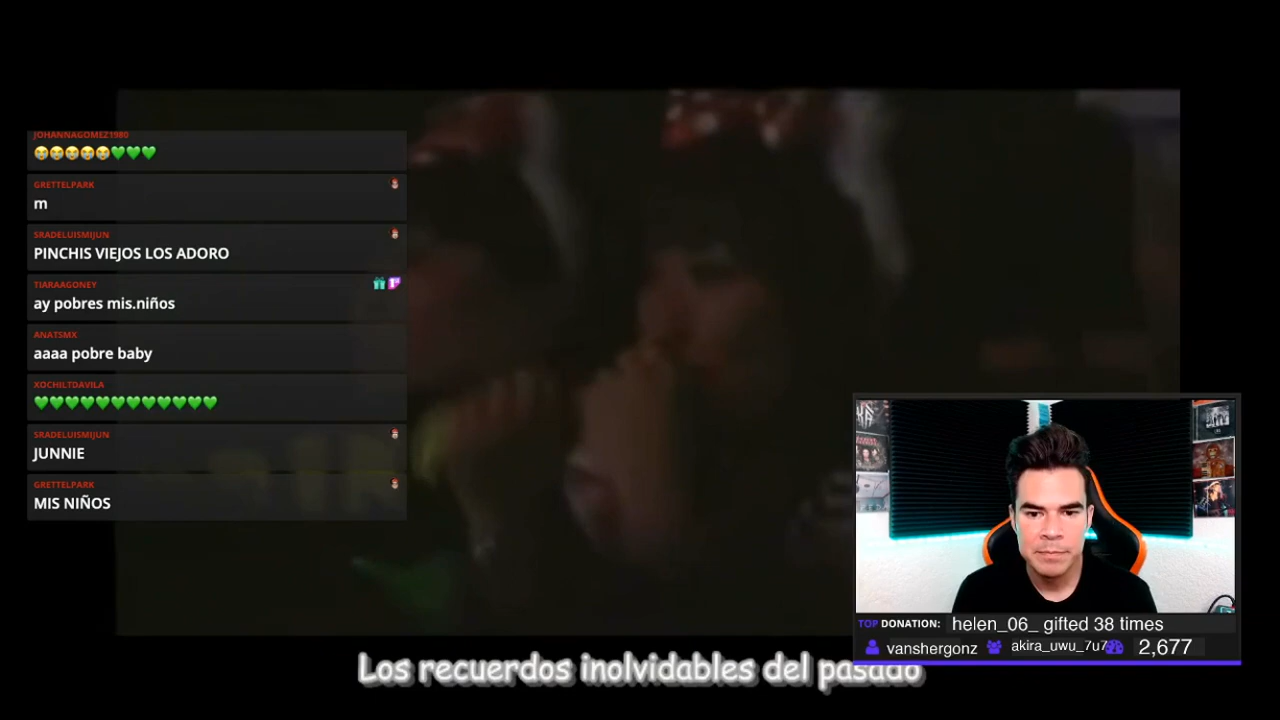 JOHANNAGOMEZ1980
😭😭😭😭😭💚💚💚
GRETTELPARK
m
SRADELUISMIJUN
PINCHIS VIEJOS LOS ADORO
TIARAAGONEY
ay pobres mis.niños
ANATSMX
aaaa pobre baby
XOCHILTDAVILA
💚💚💚💚💚💚💚💚💚💚💚💚
SRADELUISMIJUN
JUNNIE
GRETTELPARK
MIS NIÑOS
TOP DONATION: helen_06_ gifted 38 times
vanshergonz akira_uwu_7u7 2,677
Los recuerdos inolvidables del pasado